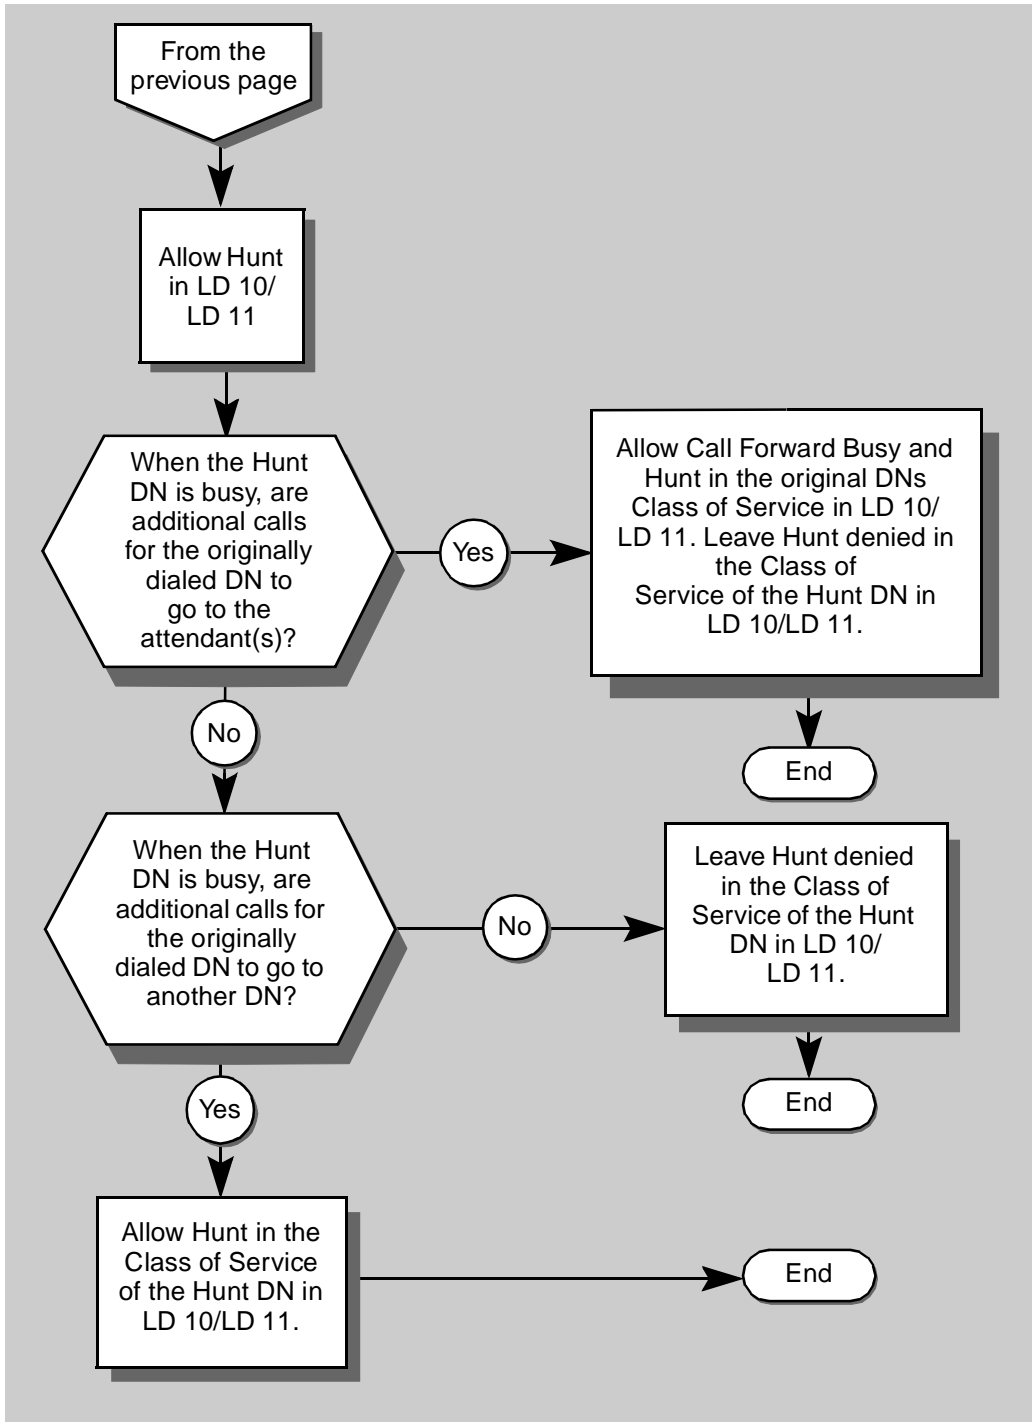 From the
previous page
Allow Hunt
in LD 10/
LD 11
When the Hunt
DN is busy, are
additional calls
for the originally
dialed DN to
go to the
attendant(s)?
Yes
Allow Call Forward Busy and
Hunt in the original DNs
Class of Service in LD 10/
LD 11. Leave Hunt denied in
the Class of
Service of the Hunt DN in
LD 10/LD 11.
End
No
When the Hunt
DN is busy, are
additional calls for
the originally
dialed DN to go to
another DN?
No
Leave Hunt denied
in the Class of
Service of the Hunt
DN in LD 10/
LD 11.
End
Yes
Allow Hunt in the
Class of Service
of the Hunt DN in
LD 10/LD 11.
End